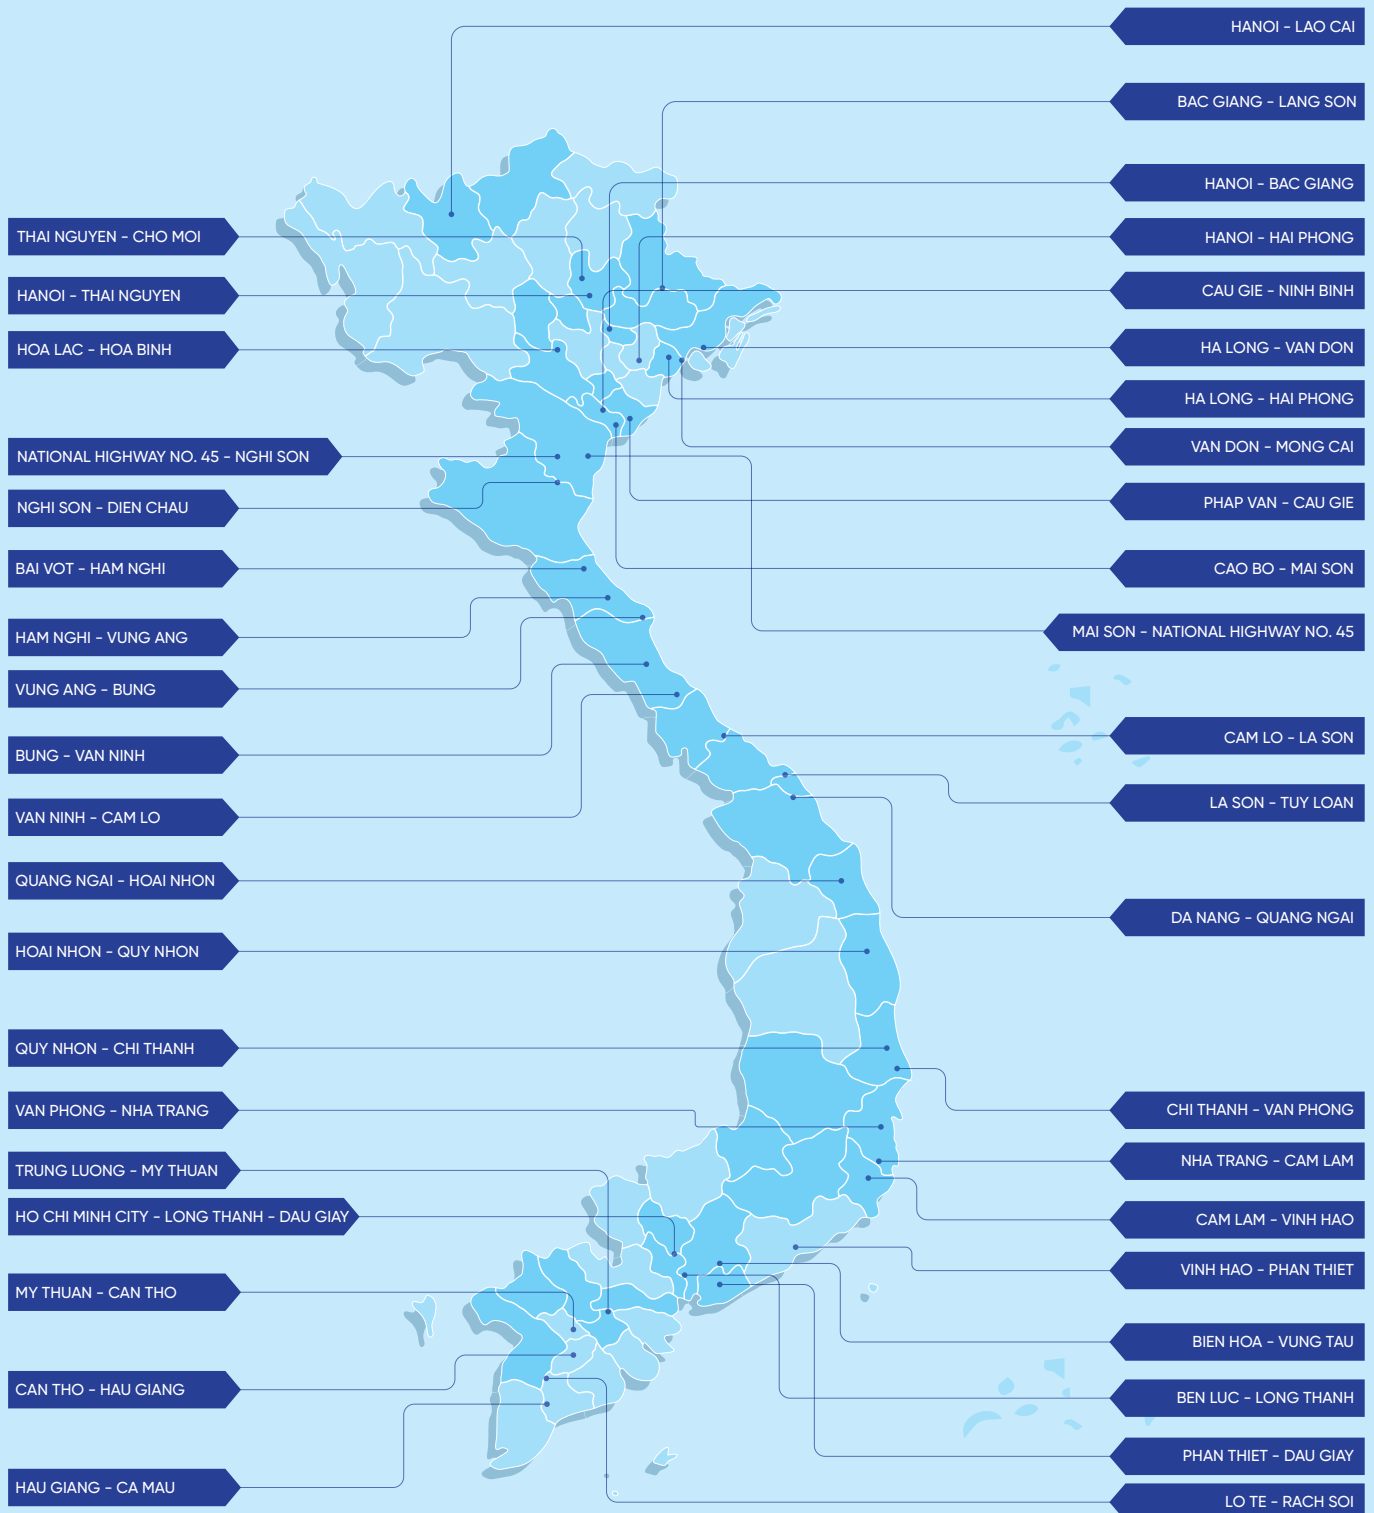 HANOI - LAO CAI
BAC GIANG - LANG SON
HANOI - BAC GIANG
THAI NGUYEN - CHO MOI
HANOI - HAI PHONG
HANOI - THAI NGUYEN
CAU GIE - NINH BINH
HOA LAC - HOA BINH
HA LONG - VAN DON
HA LONG - HAI PHONG
VAN DON - MONG CAI
NATIONAL HIGHWAY NO. 45 - NGHI SON
PHAP VAN - CAU GIE
NGHI SON - DIEN CHAU
BAI VOT - HAM NGHI
CAO BO - MAI SON
HAM NGHI - VUNG ANG
MAI SON - NATIONAL HIGHWAY NO. 45
VUNG ANG - BUNG
CAM LO - LA SON
BUNG - VAN NINH
LA SON - TUY LOAN
VAN NINH - CAM LO
QUANG NGAI - HOAI NHON
DA NANG - QUANG NGAI
HOAI NHON - QUY NHON
QUY NHON - CHI THANH
VAN PHONG - NHA TRANG
CHI THANH - VAN PHONG
TRUNG LUONG - MY THUAN
NHA TRANG - CAM LAM
HO CHI MINH CITY - LONG THANH - DAU GIAY
CAM LAM - VINH HAO
VINH HAO - PHAN THIET
MY THUAN - CAN THO
BIEN HOA - VUNG TAU
CAN THO - HAU GIANG
BEN LUC - LONG THANH
PHAN THIET - DAU GIAY
HAU GIANG - CA MAU
LO TE - RACH SOI